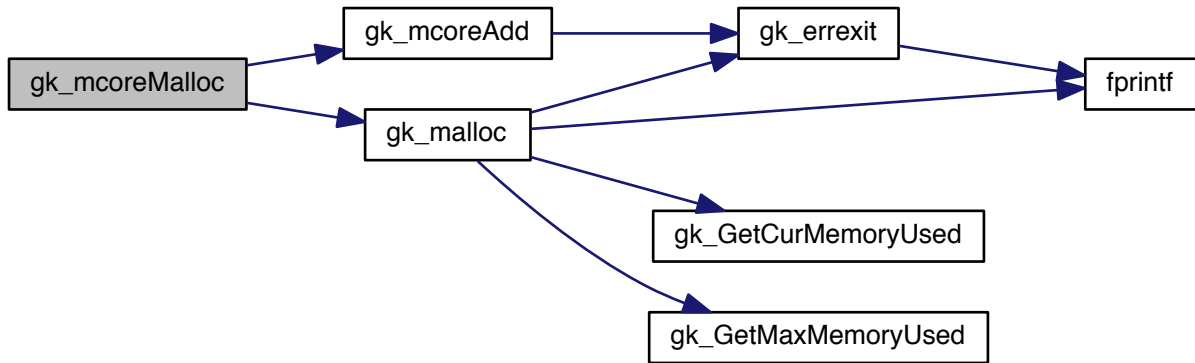 gk_mcoreMalloc
gk_mcoreAdd
gk_malloc
gk_errexit
fprintf
gk_GetCurMemoryUsed
gk_GetMaxMemoryUsed